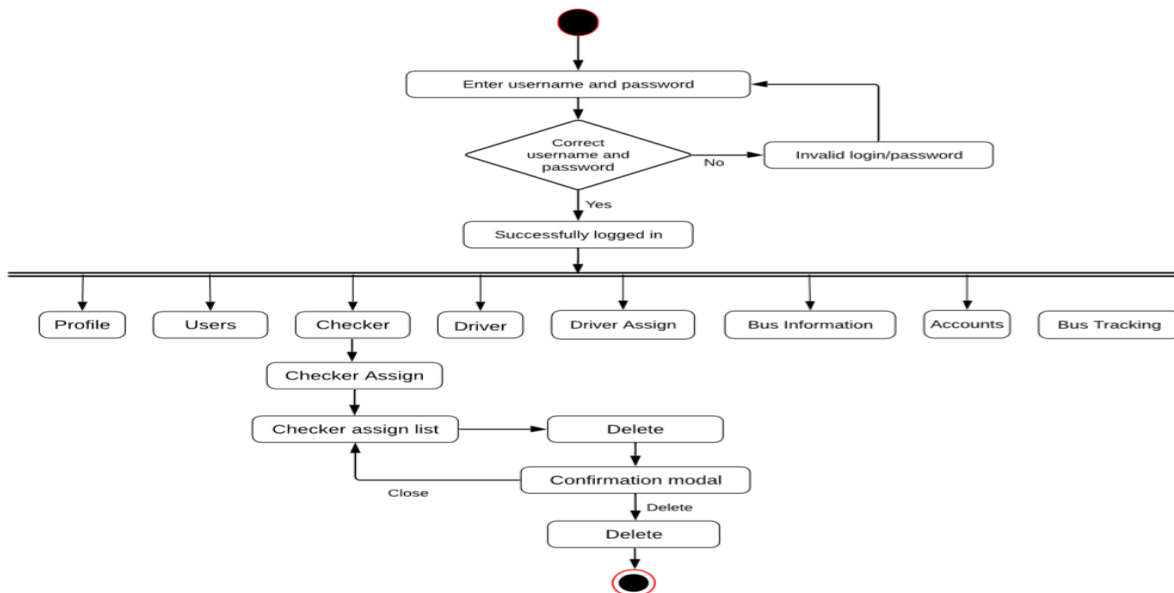 Enter username and password
Correct
username and
password
No
Invalid login/password
Yes
Successfully logged in
Profile
Users
Checker
Driver
Driver Assign
Bus Information
Accounts
Bus Tracking
Checker Assign
Checker assign list
Delete
Confirmation modal
Close
Delete
Delete